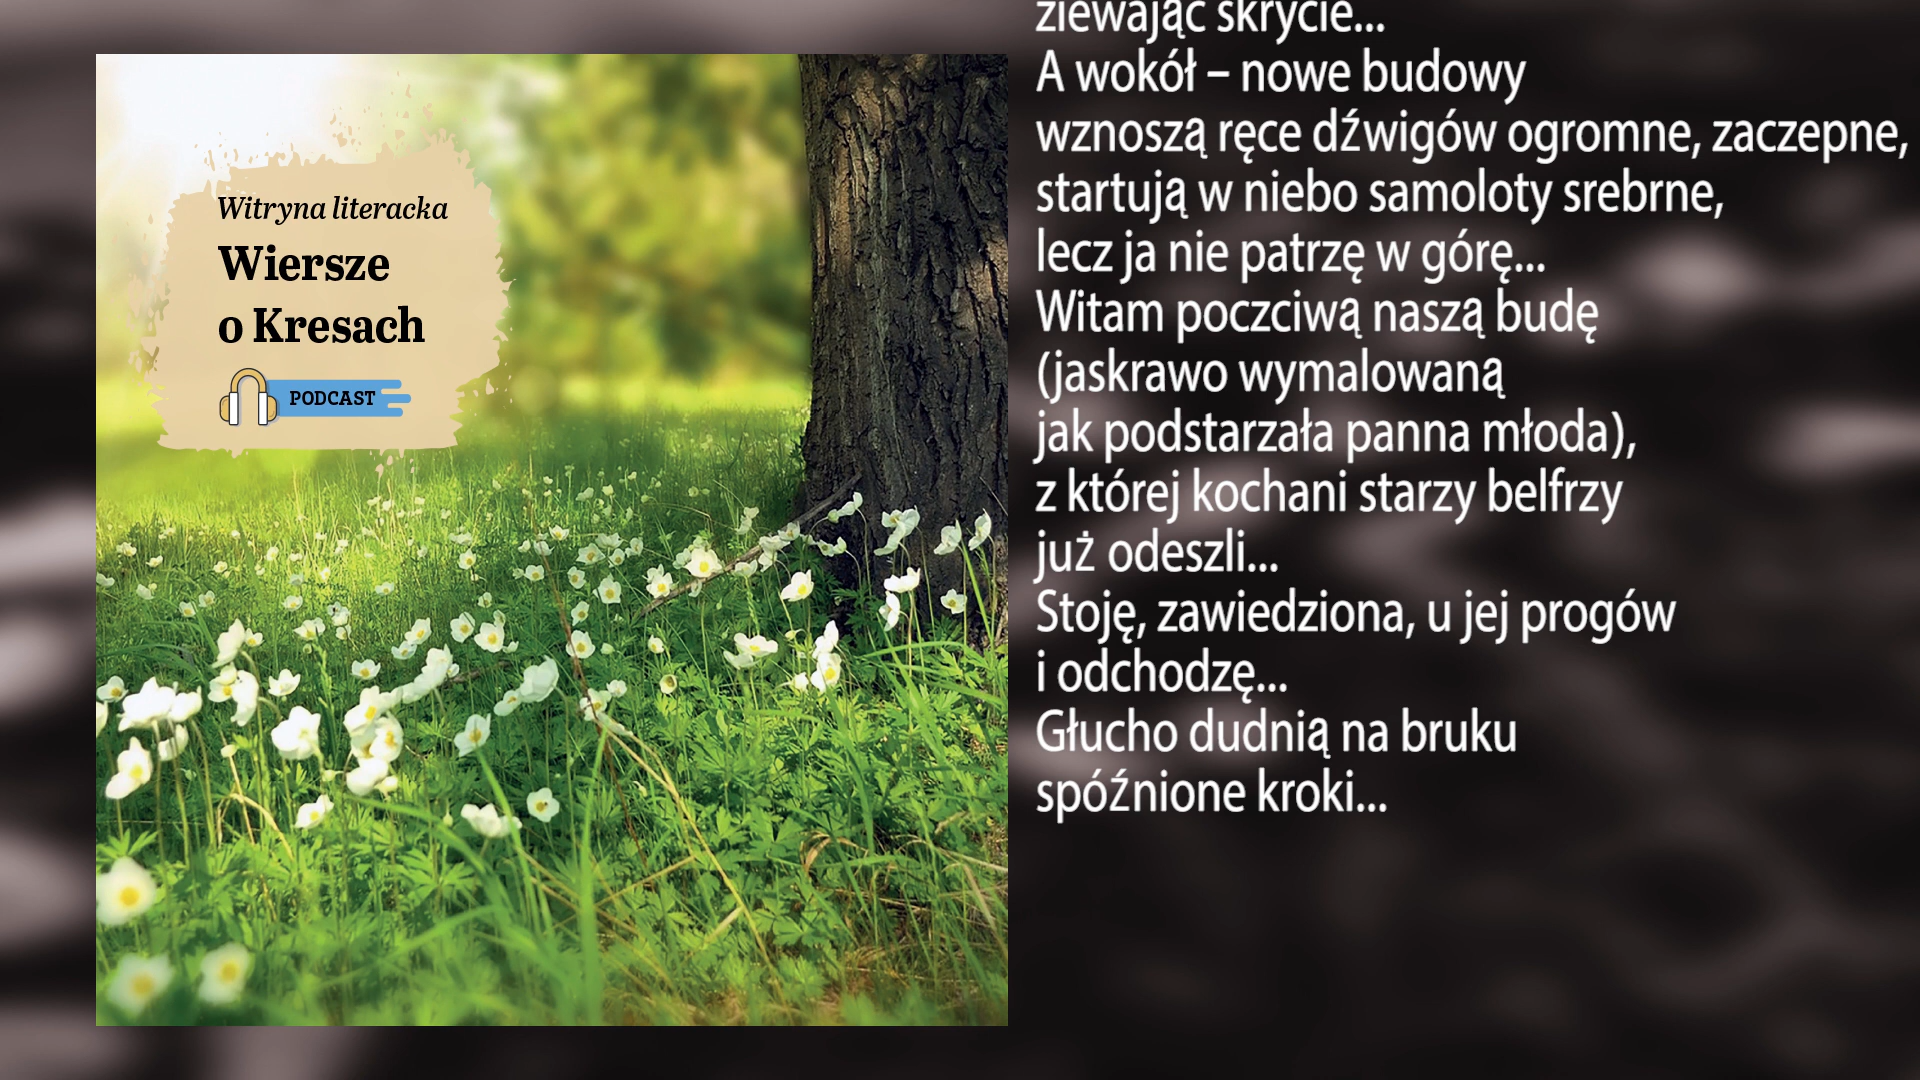 Witryna literacka
Wiersze
o Kresach
PODCAST
ziewając skrycie...
A wokół – nowe budowy
wznoszą ręce dźwigów ogromne, zaczepne,
startują w niebo samoloty srebrne,
lecz ja nie patrzę w górę...
Witam poczciwą naszą budę
(jaskrawo wymalowaną
jak podstarzała panna młoda),
z której kochani starzy belfrzy
już odeszli...
Stoję, zawiedziona, u jej progów
i odchodzę...
Głucho dudnią na bruku
spóźnione kroki...